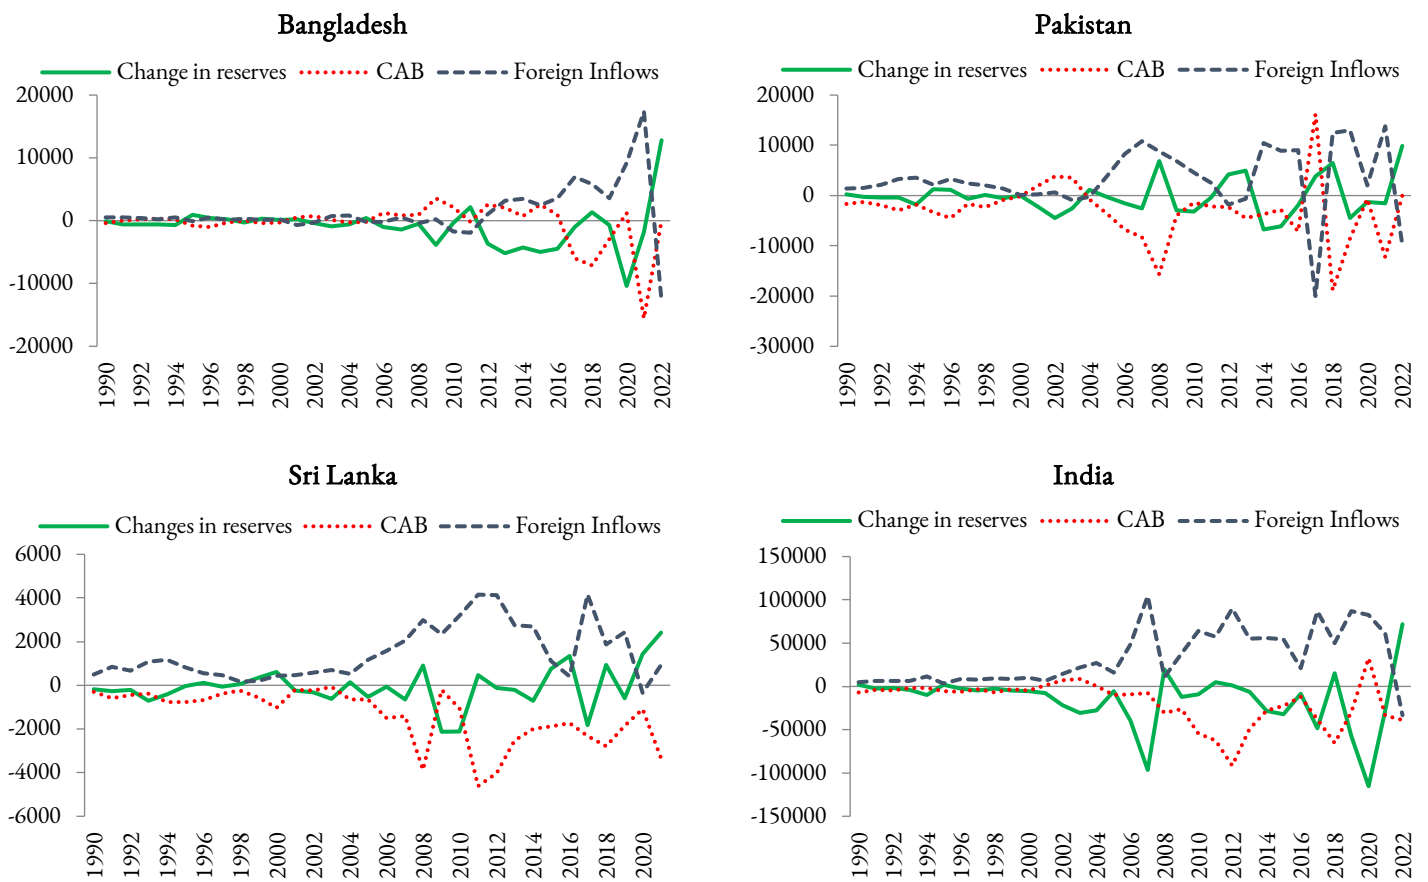 Bangladesh
Change in reserves CAB Foreign Inflows
20000
10000
0
-10000
-20000
1990 1992 1994 1996 1998 2000 2002 2004 2006 2008 2010 2012 2014 2016 2018 2020 2022
Pakistan
Change in reserves CAB Foreign Inflows
20000
10000
0
-10000
-20000
-30000
1990 1992 1994 1996 1998 2000 2002 2004 2006 2008 2010 2012 2014 2016 2018 2020 2022
Sri Lanka
Changes in reserves CAB Foreign Inflows
6000
4000
2000
0
-2000
-4000
-6000
1990 1992 1994 1996 1998 2000 2002 2004 2006 2008 2010 2012 2014 2016 2018 2020
India
Change in reserves CAB Foreign Inflows
150000
100000
50000
0
-50000
-100000
-150000
1990 1992 1994 1996 1998 2000 2002 2004 2006 2008 2010 2012 2014 2016 2018 2020 2022